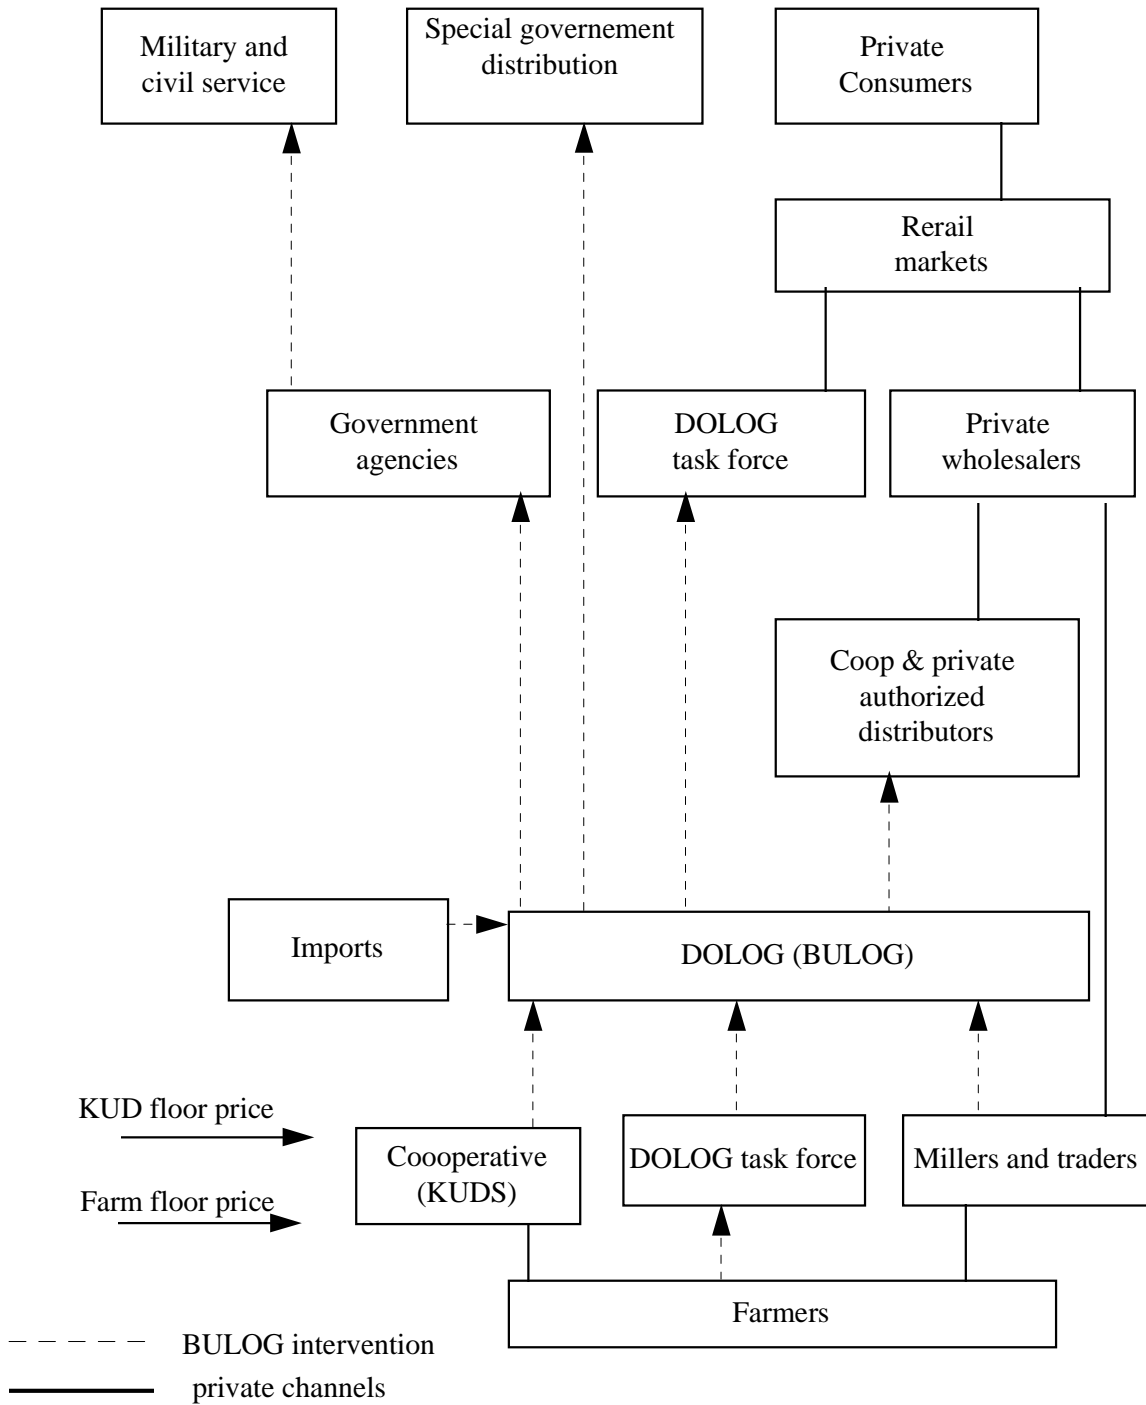 Military and
civil service
Special governement
distribution
Private
Consumers
Rerail
markets
Government
agencies
DOLOG
task force
Private
wholesalers
Coop & private
authorized
distributors
Imports
DOLOG (BULOG)
KUD floor price
Farm floor price
Coooperative
(KUDS)
DOLOG task force
Millers and traders
Farmers
BULOG intervention
private channels